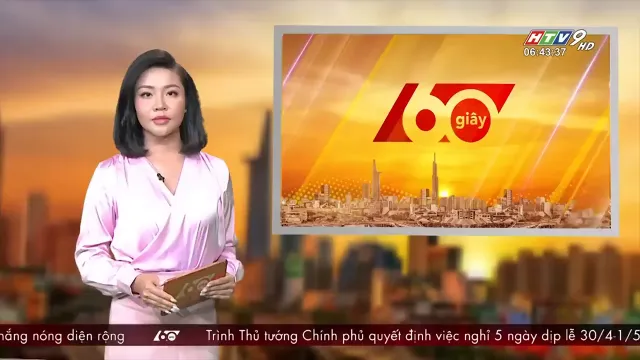 HTV9 HD
06:43:37
60 giây
nắng nóng diện rộng 60 Trình Thủ tướng Chính phủ quyết định việc nghỉ 5 ngày dịp lễ 30/4-1/5